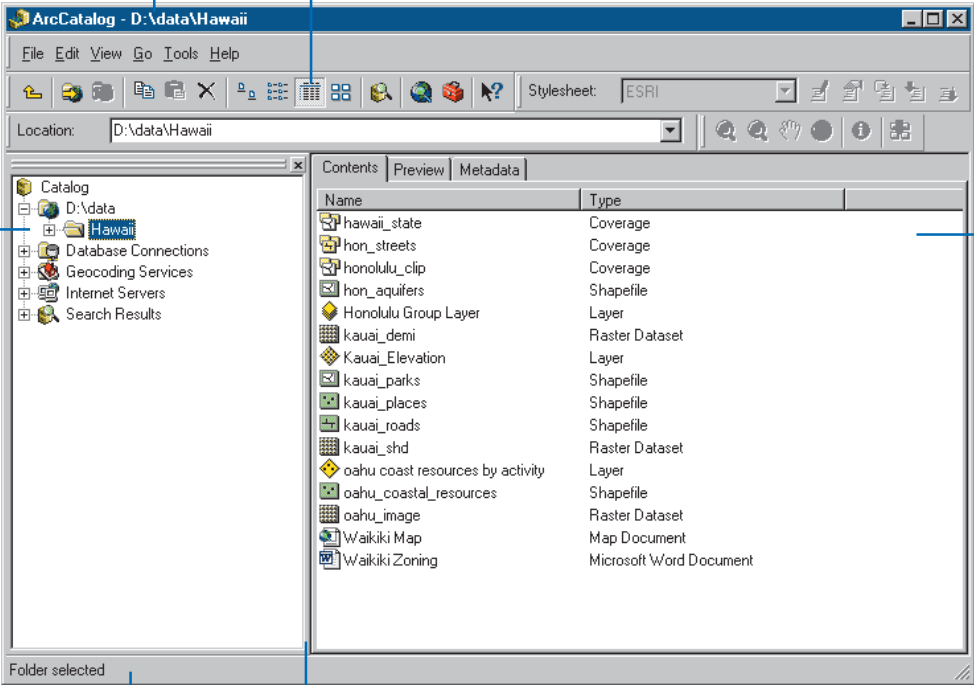 ArcCatalog - D:\data\Hawaii
File Edit View Go Tools Help
Stylesheet: ESRI
Location: D:\data\Hawaii
Contents Preview Metadata
Catalog
D:\data
Hawaii
Database Connections
Geocoding Services
Internet Servers
Search Results
Name Type
hawaii_state Coverage
hon_streets Coverage
honolulu_clip Coverage
hon_aquifers Shapefile
Honolulu Group Layer Layer
kauai_demi Raster Dataset
Kauai_Elevation Layer
kauai_parks Shapefile
kauai_places Shapefile
kauai_roads Shapefile
kauai_shd Raster Dataset
oahu coast resources by activity Layer
oahu_coastal_resources Shapefile
oahu_image Raster Dataset
Waikiki Map Map Document
Waikiki Zoning Microsoft Word Document
Folder selected